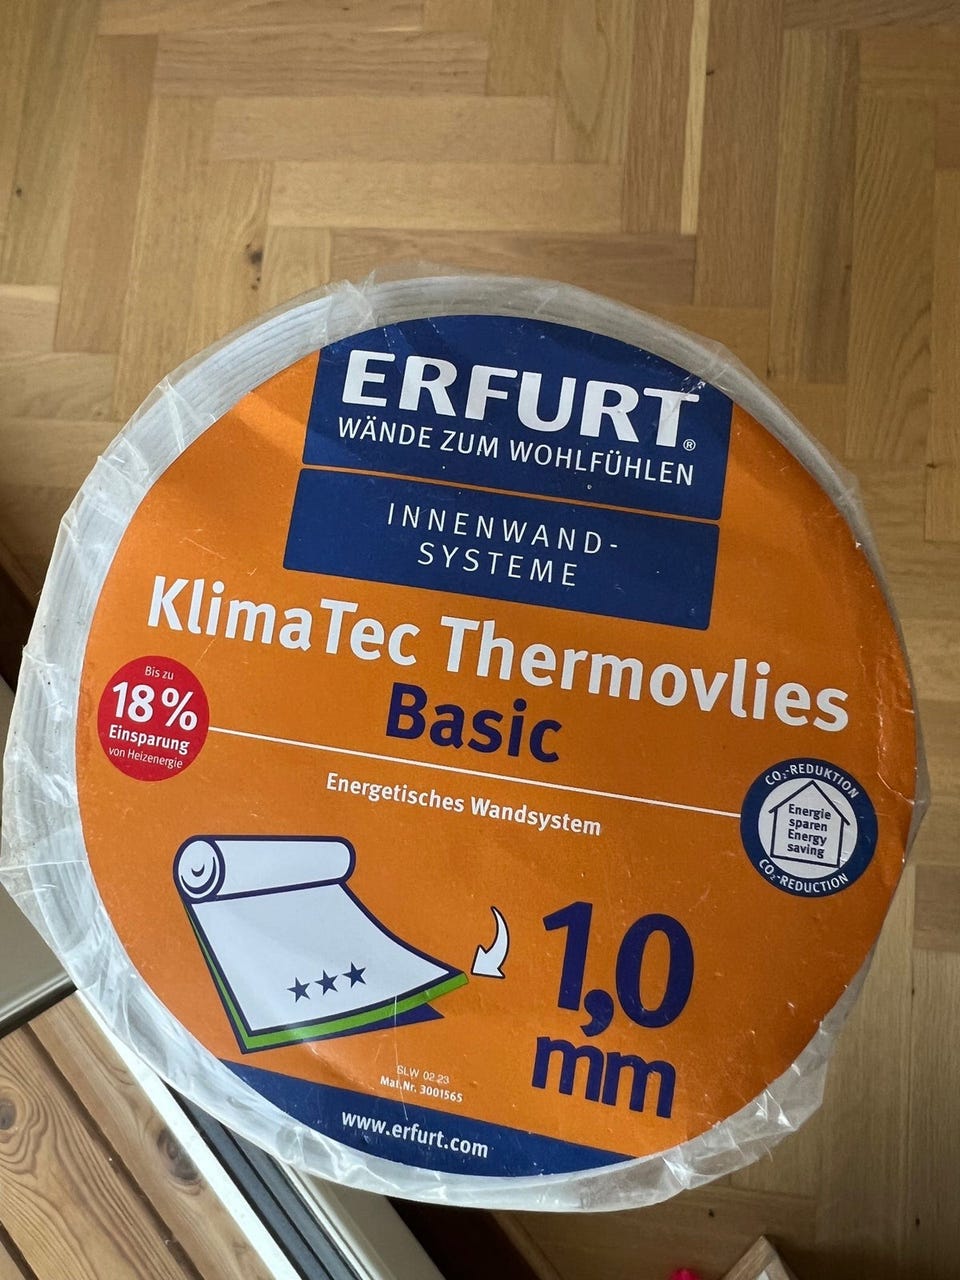 ERFURT®
WÄNDE ZUM WOHLFÜHLEN
INNENWAND-
SYSTEME
KlimaTec Thermovlies
Basic
Bis zu
18%
Einsparung
von Heizenergie
Energetisches Wandsystem
CO₂-REDUKTION
Energie
sparen
Energy
saving
CO₂-REDUCTION
1,0
mm
SLW 02.23
Mat.Nr. 3001565
www.erfurt.com